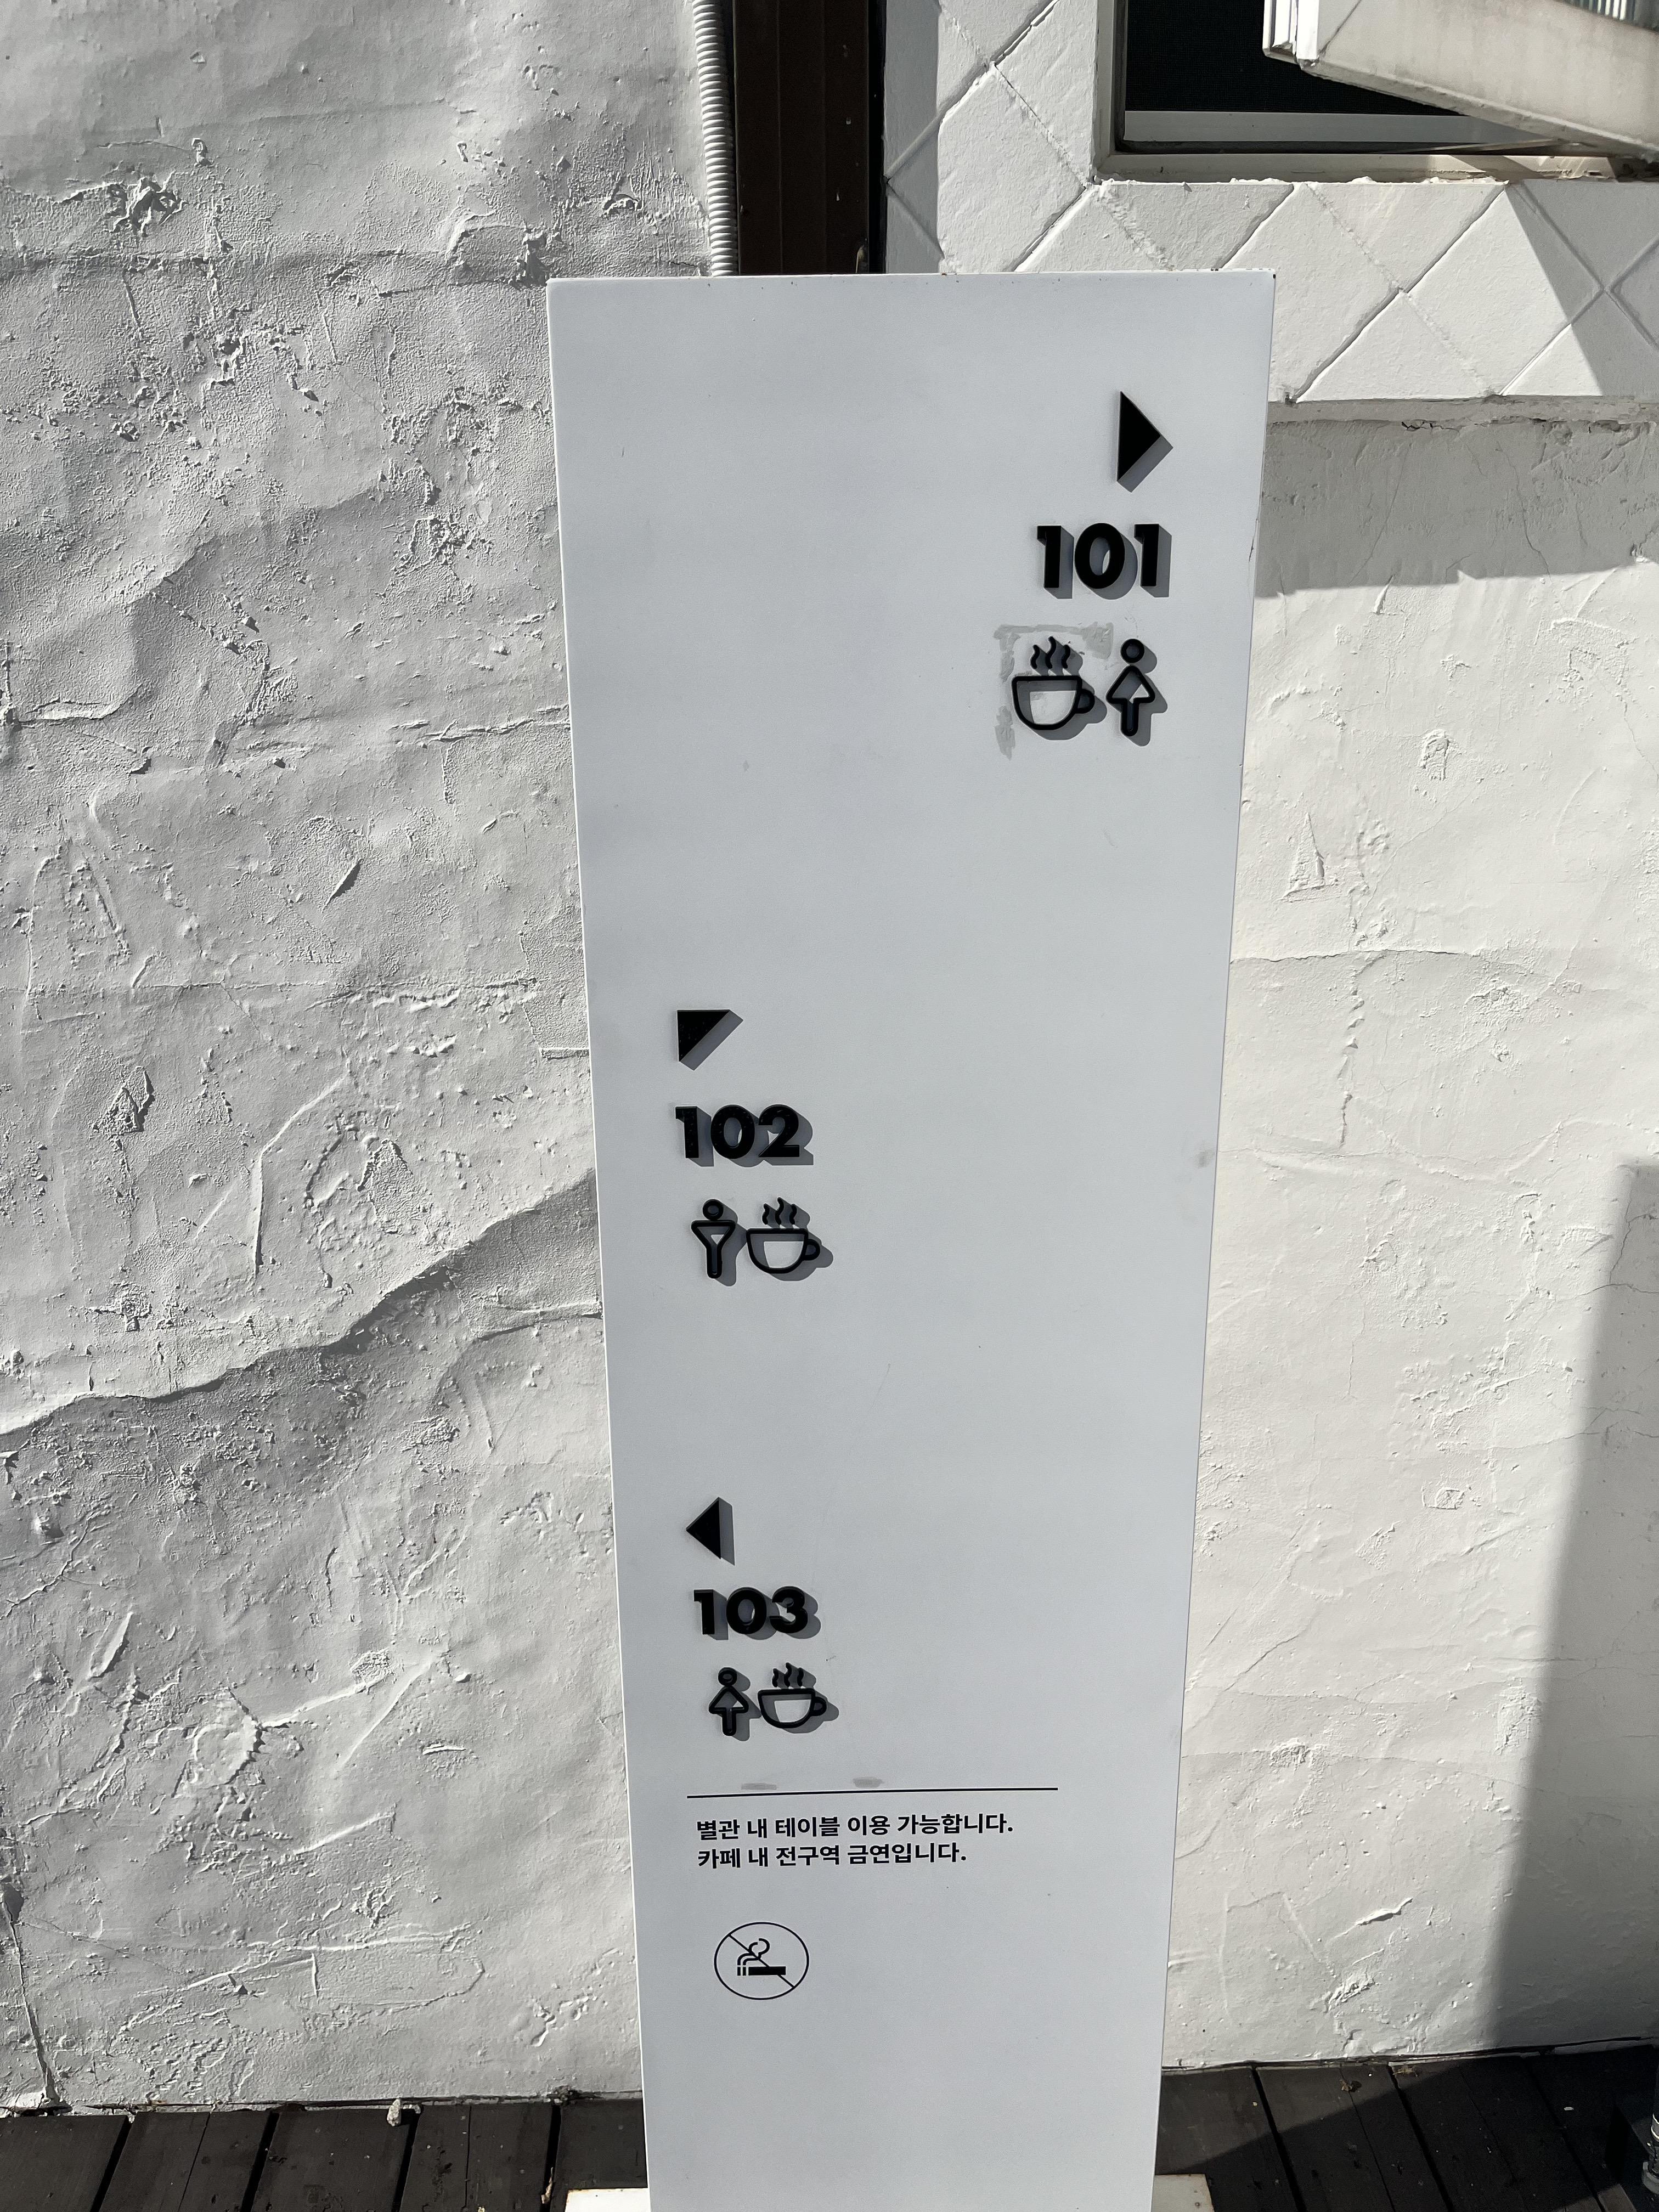 101
102
103
별관 내 테이블 이용 가능합니다.
카페 내 전구역 금연입니다.